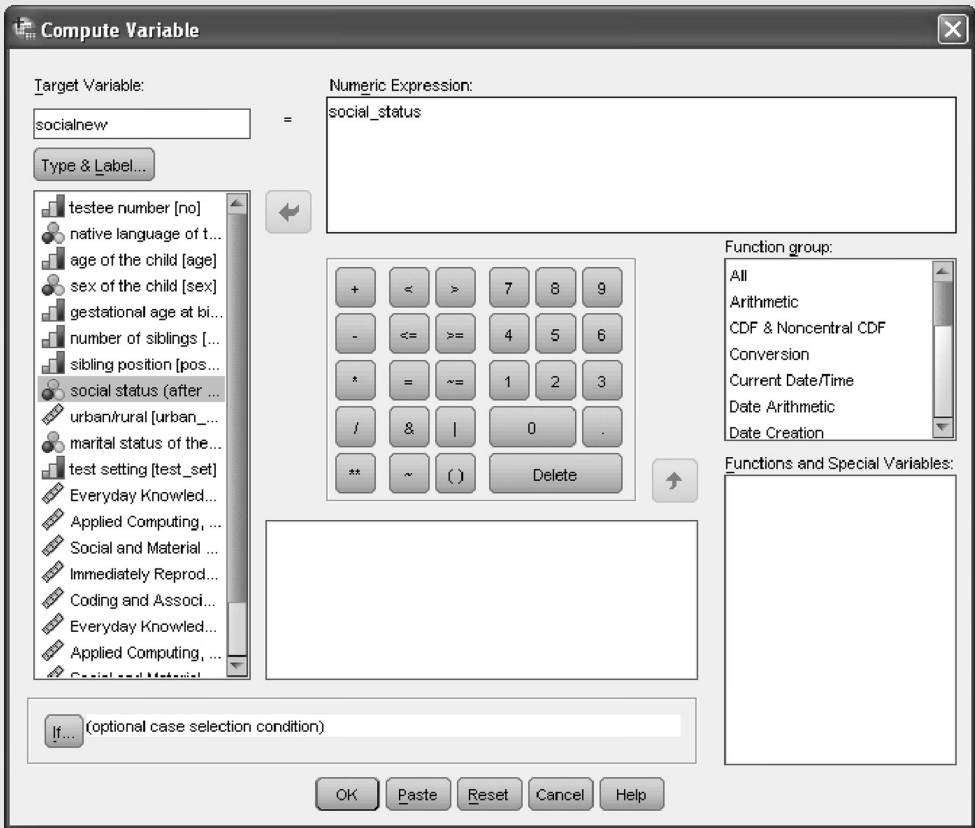 Compute Variable
Target Variable:
socialnew
=
Numeric Expression:
social_status
Type & Label...
testee number [no]
native language of t...
age of the child [age]
sex of the child [sex]
gestational age at bi...
number of siblings [...
sibling position [pos...
social status (after ...
urban/rural [urban_...
marital status of the...
test setting [test_set]
Everyday Knowled...
Applied Computing, ...
Social and Material ...
Immediately Reprod...
Coding and Associ...
Everyday Knowled...
Applied Computing, ...
Social and Material
+ < > 7 8 9
- <= >= 4 5 6
* = ~= 1 2 3
/ & | 0 .
** ~ ( ) Delete
Function group:
All
Arithmetic
CDF & Noncentral CDF
Conversion
Current Date/Time
Date Arithmetic
Date Creation
Functions and Special Variables:
If... (optional case selection condition)
OK Paste Reset Cancel Help